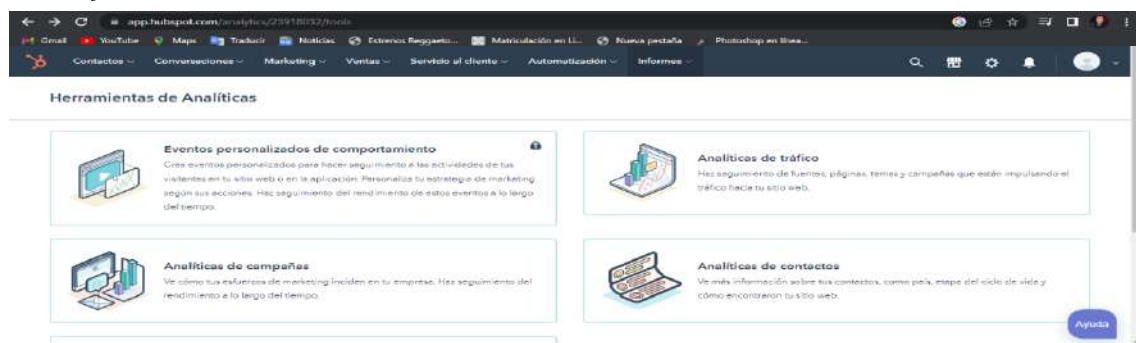 app.hubspot.com/analytics/23918032/tools
Gmail YouTube Maps Traducir Noticias Estrenos Reggaeto... Matriculación en Li... Nueva pestaña Photoshop en línea...
Contactos Conversaciones Marketing Ventas Servicio al cliente Automatización Informes
Herramientas de Analíticas
Eventos personalizados de comportamiento
Crea eventos personalizados para hacer seguimiento a las actividades de tus
visitantes en tu sitio web o en la aplicación. Personaliza tu estrategia de marketing
según sus acciones. Haz seguimiento del rendimiento de estos eventos a lo largo
del tiempo.
Analíticas de tráfico
Haz seguimiento de fuentes, páginas, temas y campañas que están impulsando el
tráfico hacia tu sitio web.
Analíticas de campañas
Ve cómo tus esfuerzos de marketing inciden en tu empresa. Haz seguimiento del
rendimiento a lo largo del tiempo.
Analíticas de contactos
Ve más información sobre tus contactos, como país, etapa del ciclo de vida y
cómo encontraron tu sitio web.
Ayuda